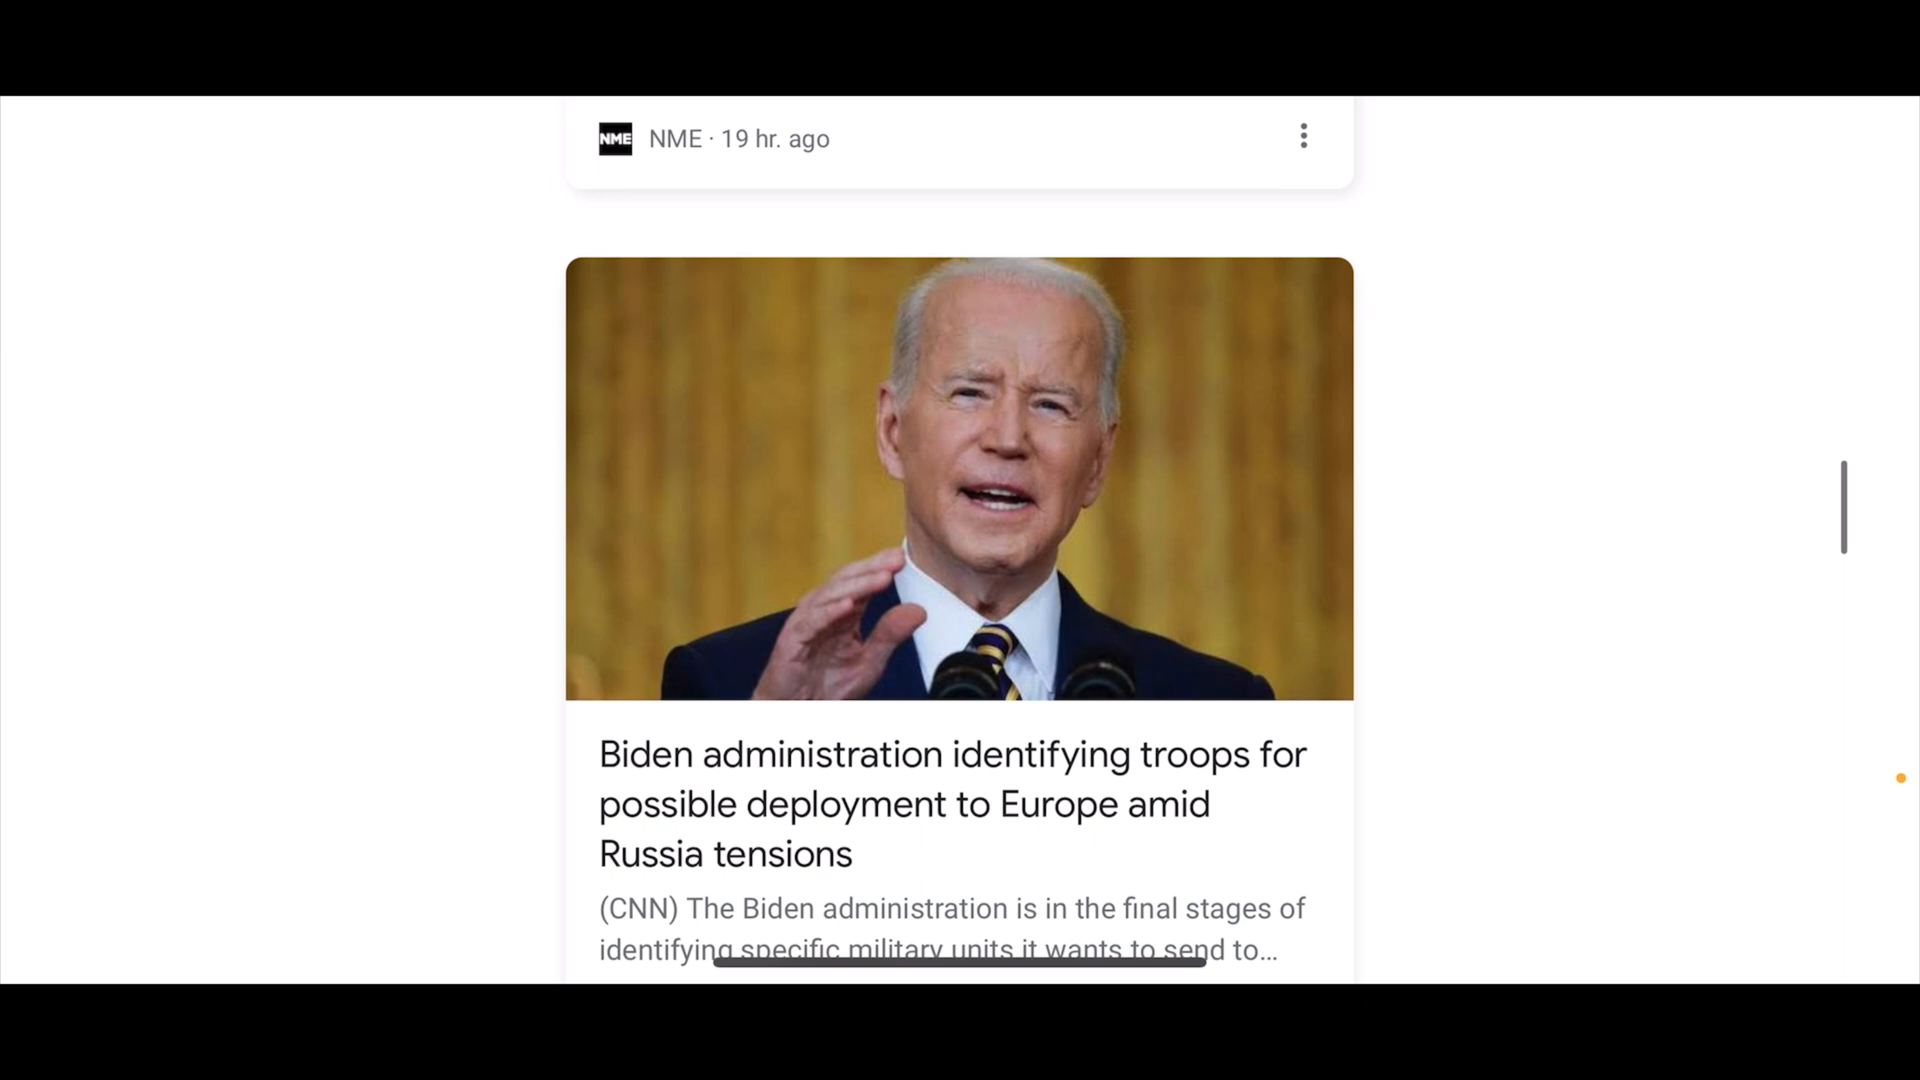 NME NME · 19 hr. ago
Biden administration identifying troops for
possible deployment to Europe amid
Russia tensions
(CNN) The Biden administration is in the final stages of
identifying specific military units it wants to send to…